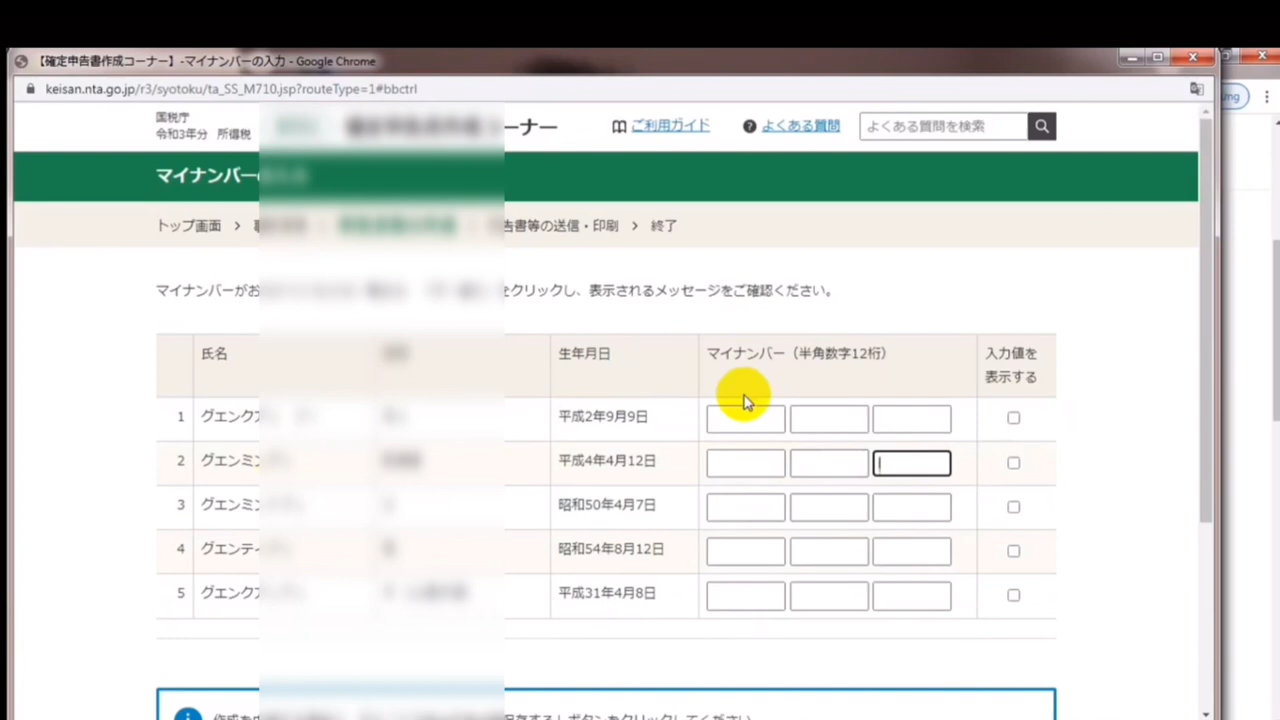 【確定申告書作成コーナー】-マイナンバーの入力 - Google Chrome
keisan.nta.go.jp/r3/syotoku/ta_SS_M710.jsp?routeType=1#bbctrl
ung
国税庁
令和3年分 所得税
ーナー
ご利用ガイド
よくある質問
よくある質問を検索
マイナンバー
トップ画面 >
告書等の送信・印刷 > 終了
マイナンバーがお
をクリックし、表示されるメッセージをご確認ください。
氏名 生年月日 マイナンバー（半角数字12桁） 入力値を
表示する
1 グエンク 平成2年9月9日
2 グエンミ 平成4年4月12日
3 グエンミ 昭和50年4月7日
4 グエンテ 昭和54年8月12日
5 グエンク 平成31年4月8日